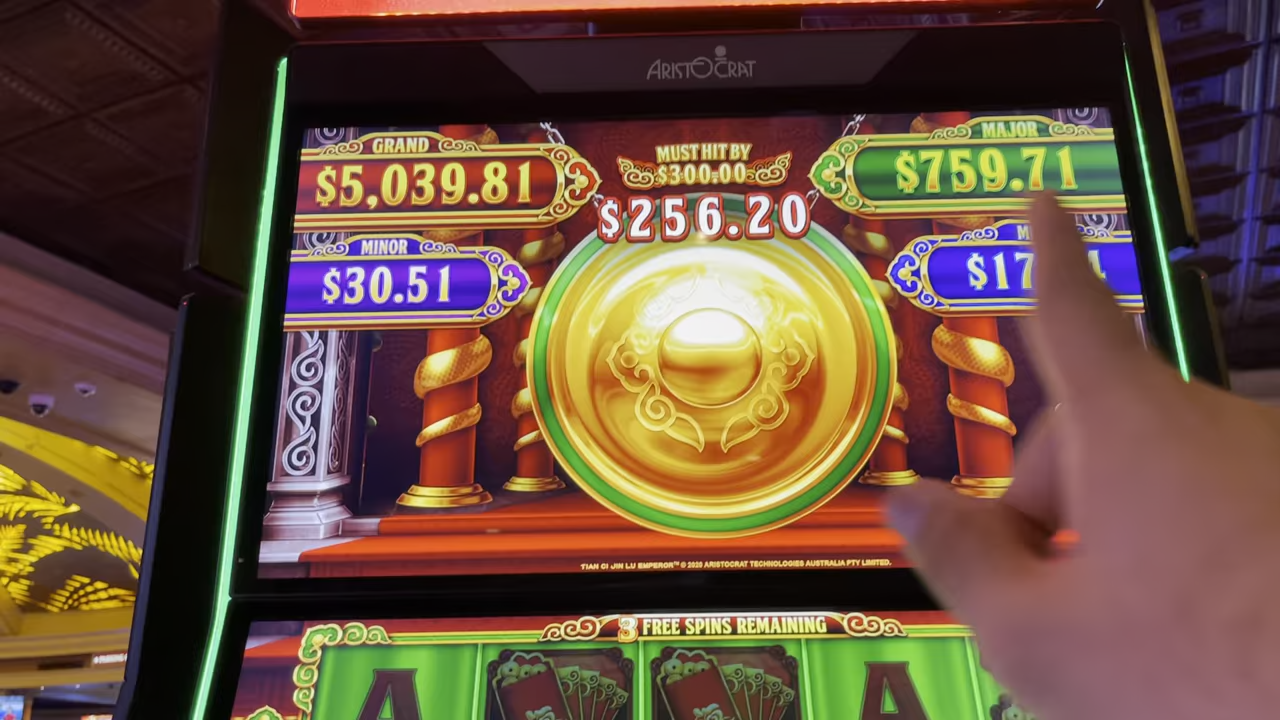 ARISTOCRAT
GRAND
$5,039.81
MUST HIT BY
$300.00
$256.20
MAJOR
$759.71
MINOR
$30.51
TIAN CI JIN LU EMPEROR™ © 2025 ARISTOCRAT TECHNOLOGIES AUSTRALIA PTY LIMITED.
3 FREE SPINS REMAINING
A
A